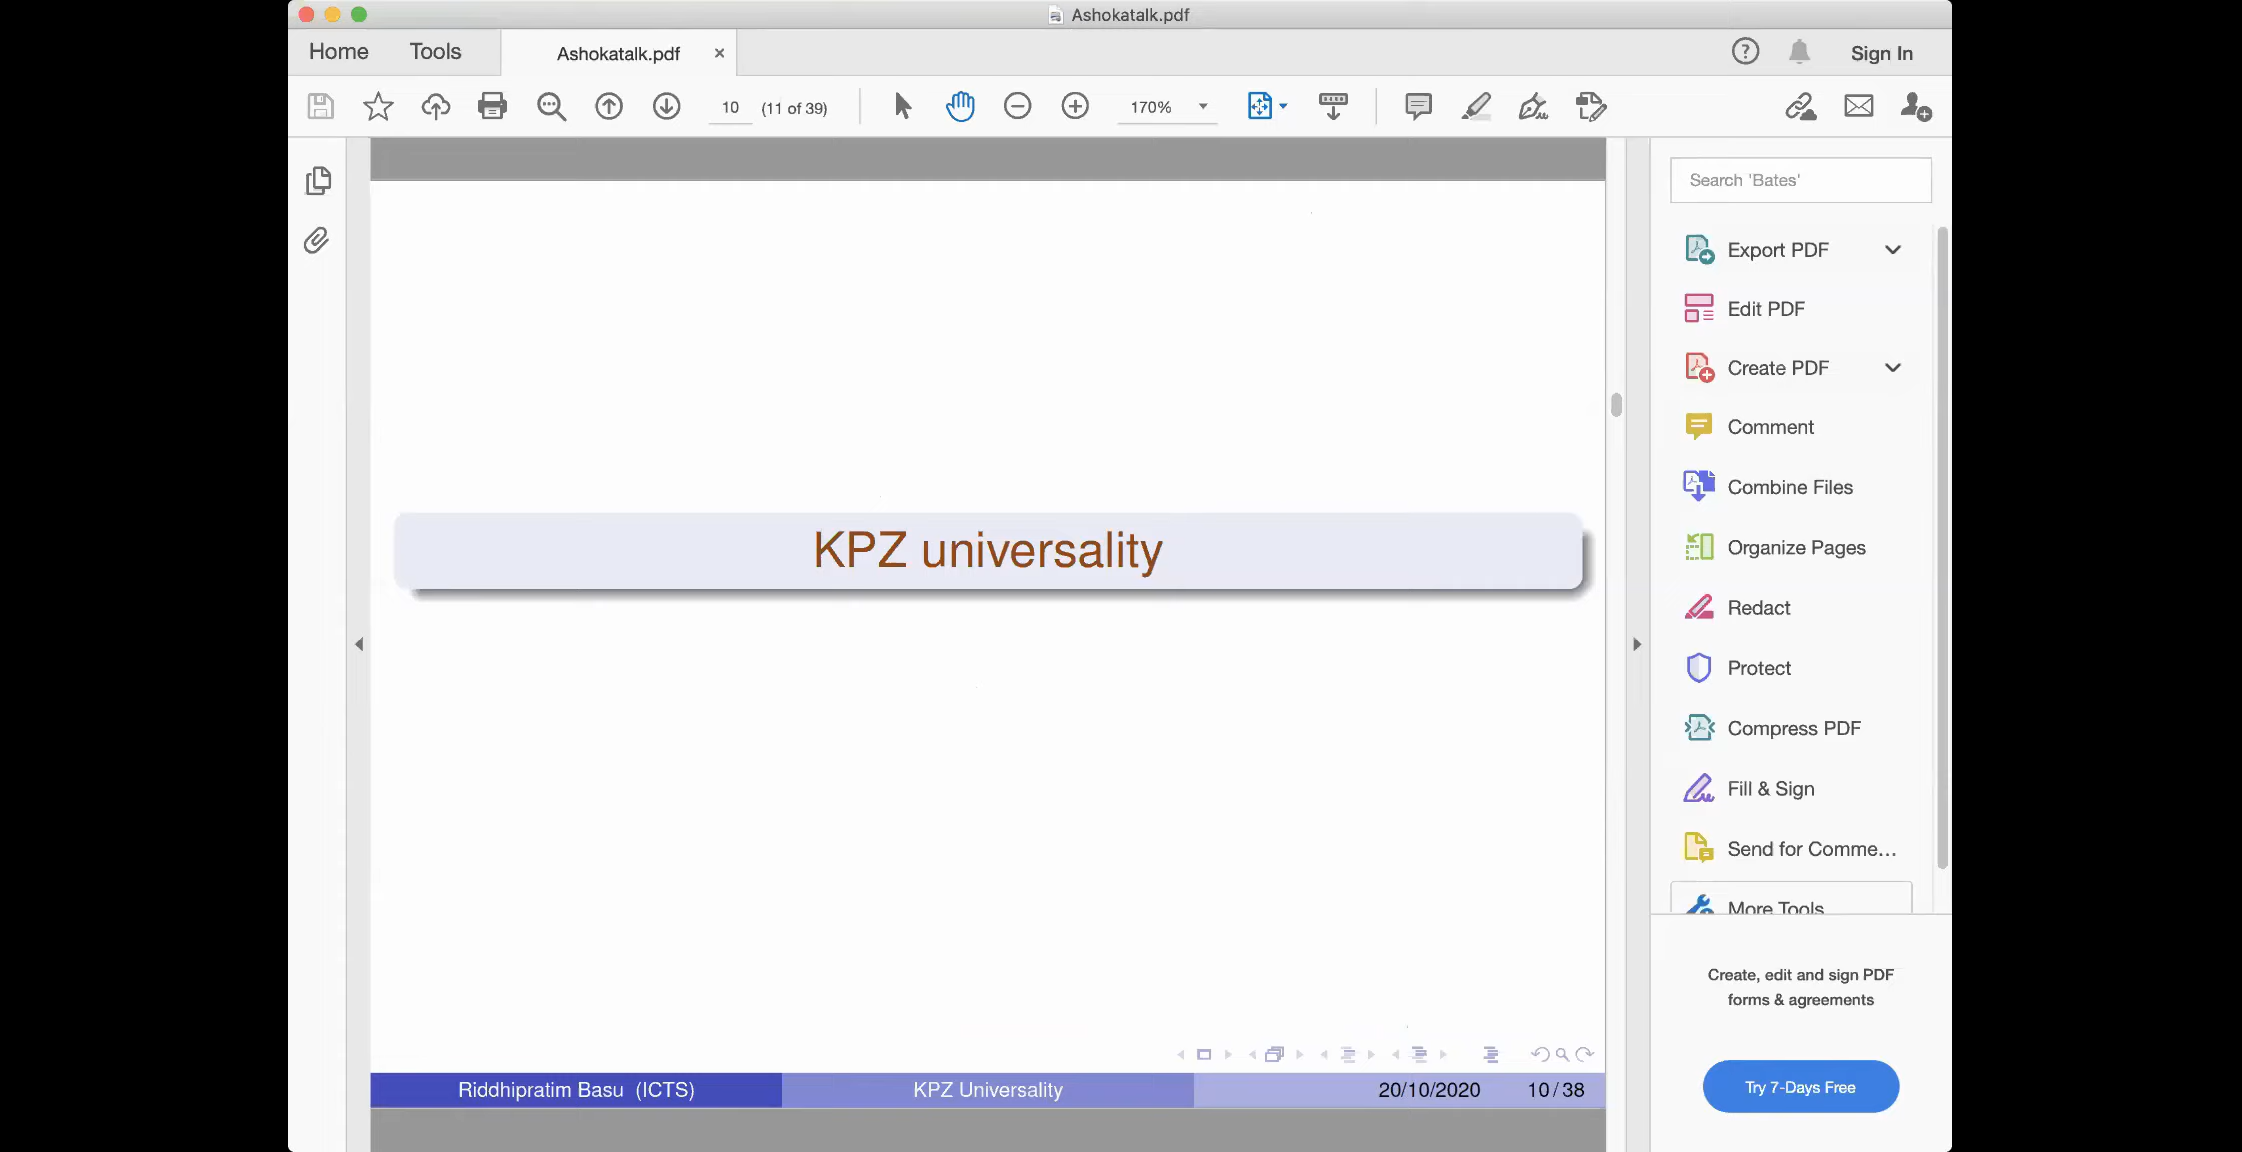 Ashokatalk.pdf
Home Tools Ashokatalk.pdf × ? Sign In
10 (11 of 39) 170%
Search 'Bates'
Export PDF
Edit PDF
Create PDF
Comment
Combine Files
Organize Pages
Redact
Protect
Compress PDF
Fill & Sign
Send for Comme...
More Tools
Create, edit and sign PDF
forms & agreements
Try 7-Days Free
KPZ universality
Riddhipratim Basu (ICTS) KPZ Universality 20/10/2020 10 / 38